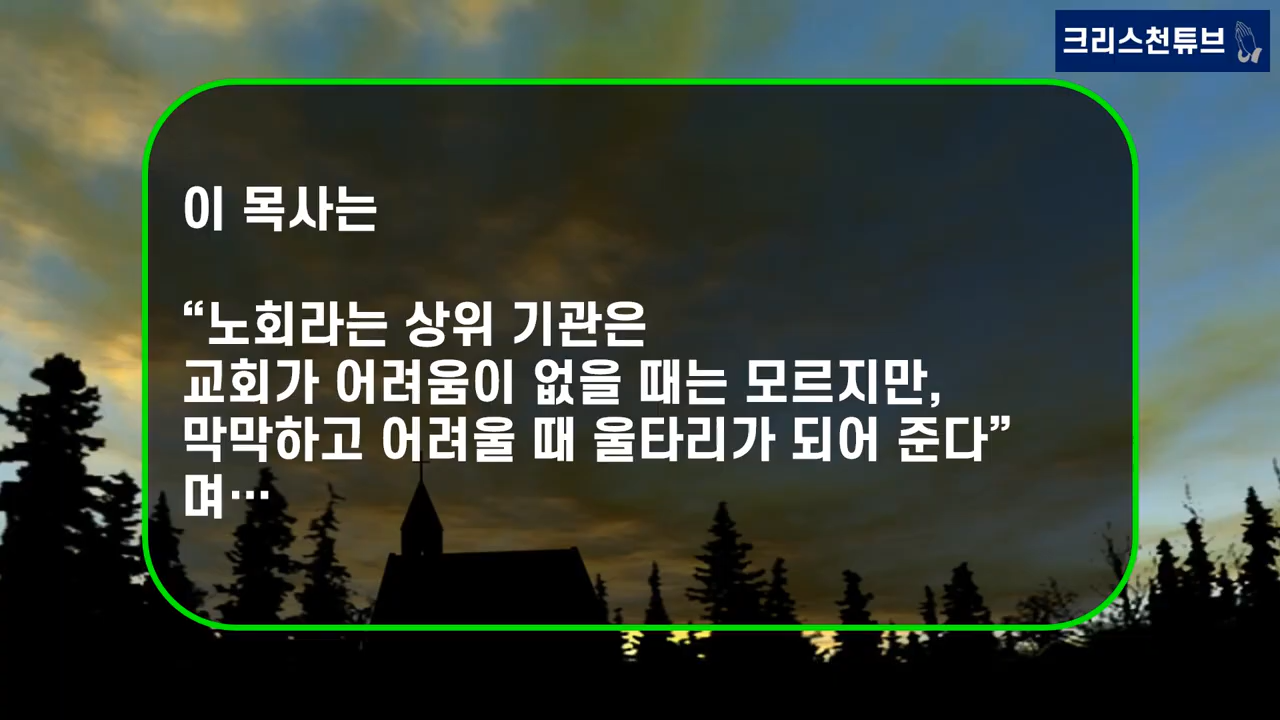 크리스천튜브
이 목사는
“노회라는 상위 기관은
교회가 어려움이 없을 때는 모르지만,
막막하고 어려울 때 울타리가 되어 준다”
며…